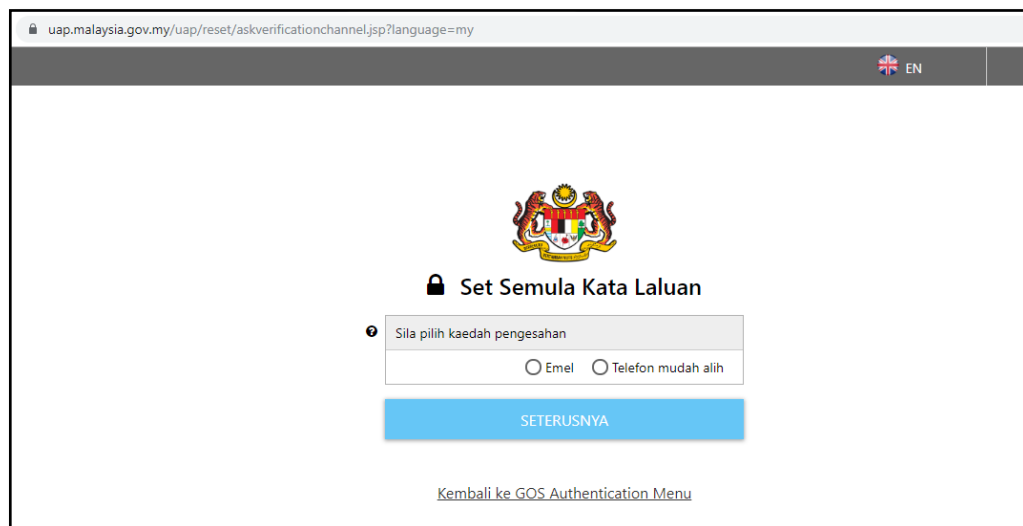 uap.malaysia.gov.my/uap/reset/askverificationchannel.jsp?language=my
EN
Set Semula Kata Laluan
Sila pilih kaedah pengesahan
Emel Telefon mudah alih
SETERUSNYA
Kembali ke GOS Authentication Menu